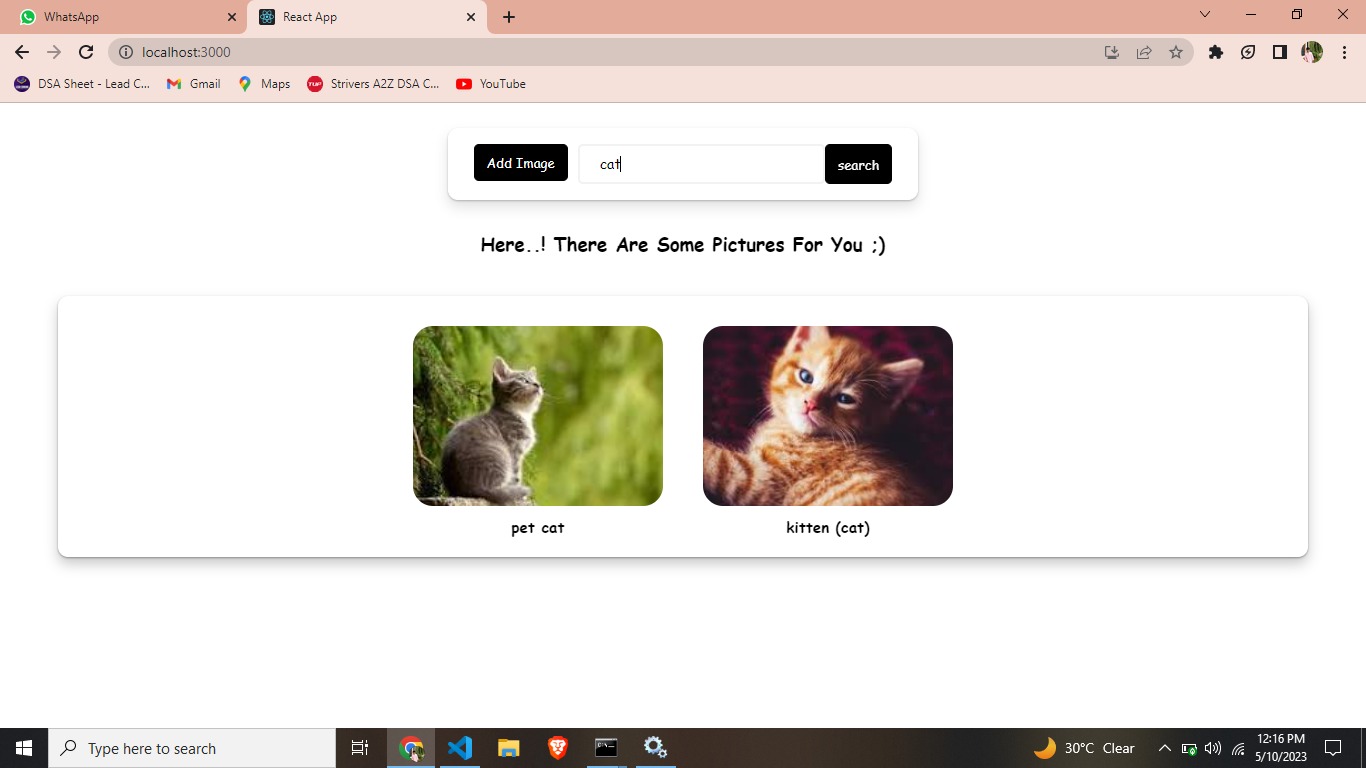 WhatsApp
React App
localhost:3000
DSA Sheet - Lead C...
Gmail
Maps
TUF
Strivers A2Z DSA C...
YouTube
Add Image
cat
search
Here..! There Are Some Pictures For You ;)
pet cat
kitten (cat)
Type here to search
30°C Clear
12:16 PM
5/10/2023